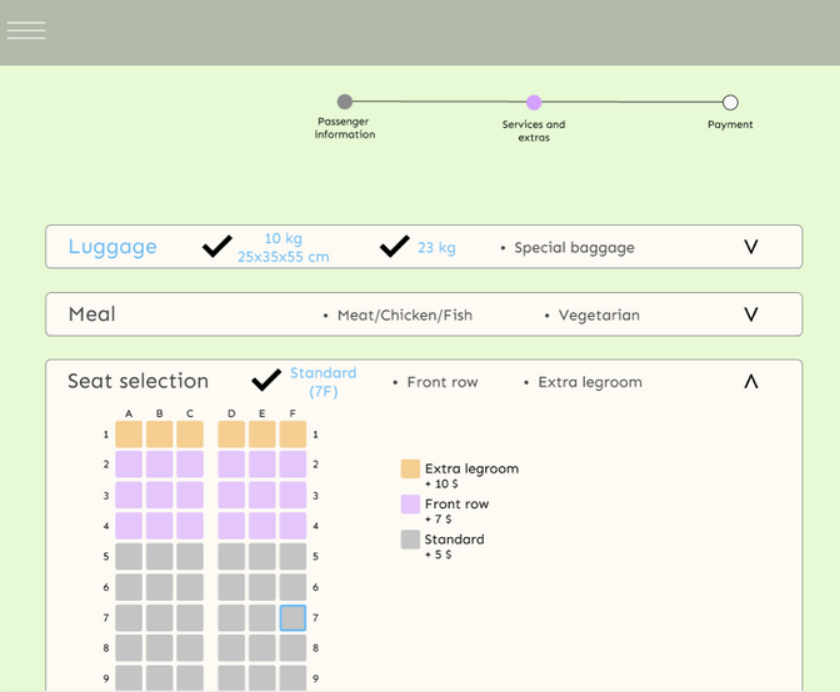 Passenger
information
Services and
extras
Payment
Luggage
10 kg
25x35x55 cm
23 kg
• Special baggage
V
Meal
• Meat/Chicken/Fish
• Vegetarian
V
Seat selection
Standard
(7F)
• Front row
• Extra legroom
A B C D E F
1 1
2 2
3 3
4 4
5 5
6 6
7 7
8 8
9 9
Extra legroom
+ 10 $
Front row
+ 7 $
Standard
+ 5 $